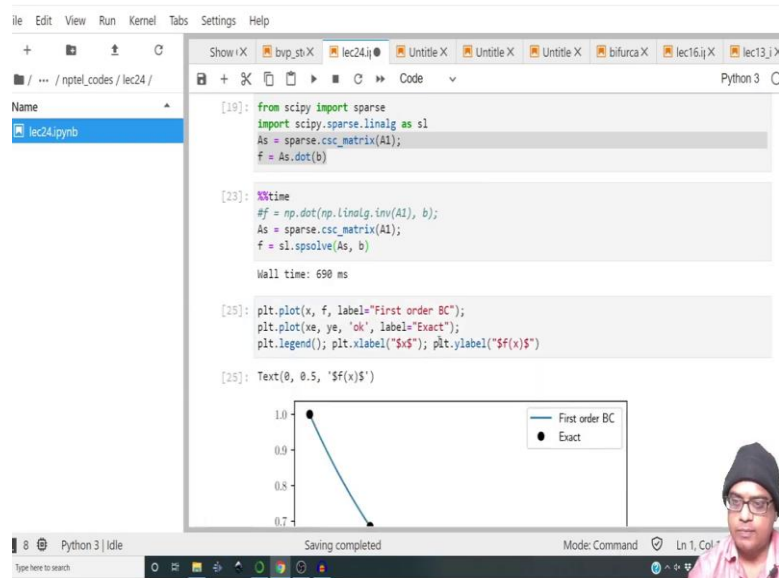 ile Edit View Run Kernel Tabs Settings Help
Show bvp_st X lec24.i Untitle X Untitle X Untitle X bifurca X lec16.i X lec13_i X
/ ··· / nptel_codes / lec24 /
Code Python 3
Name
lec24.ipynb
[19]: from scipy import sparse
import scipy.sparse.linalg as sl
As = sparse.csc_matrix(A1);
f = As.dot(b)
[23]: %%time
#f = np.dot(np.linalg.inv(A1), b);
As = sparse.csc_matrix(A1);
f = sl.spsolve(As, b)
Wall time: 690 ms
[25]: plt.plot(x, f, label="First order BC");
plt.plot(xe, ye, 'ok', label="Exact");
plt.legend(); plt.xlabel("$x$"); plt.ylabel("$f(x)$")
[25]: Text(0, 0.5, '$f(x)$')
1.0
First order BC
Exact
0.9
0.8
0.7
8 Python 3 | Idle Saving completed Mode: Command Ln 1, Col
Type here to search